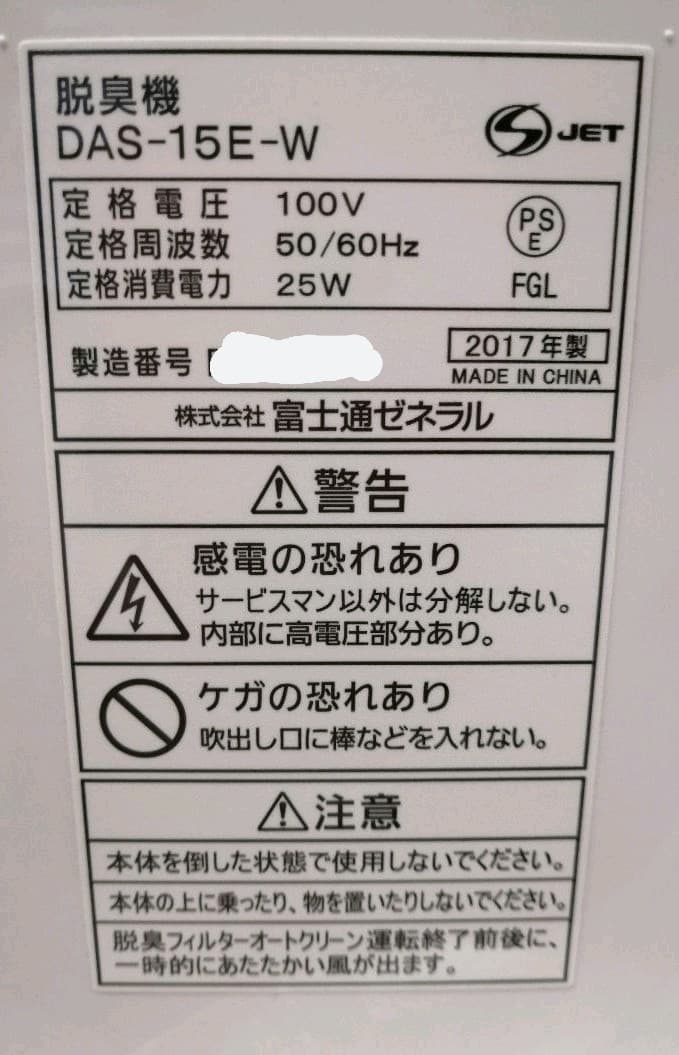 脱臭機
DAS-15E-W
JET
定格電圧 100V
定格周波数 50/60Hz
定格消費電力 25W
PS
E
FGL
製造番号
2017年製
MADE IN CHINA
株式会社 富士通ゼネラル
警告
感電の恐れあり
サービスマン以外は分解しない。
内部に高電圧部分あり。
ケガの恐れあり
吹出し口に棒などを入れない。
注意
本体を倒した状態で使用しないでください。
本体の上に乗ったり、物を置いたりしないでください。
脱臭フィルターオートクリーン運転終了前後に、
一時的にあたたかい風が出ます。